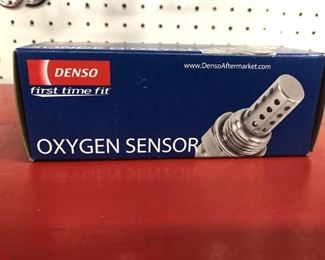 DENSO
first time fit
www.DensoAftermarket.com
OXYGEN SENSOR